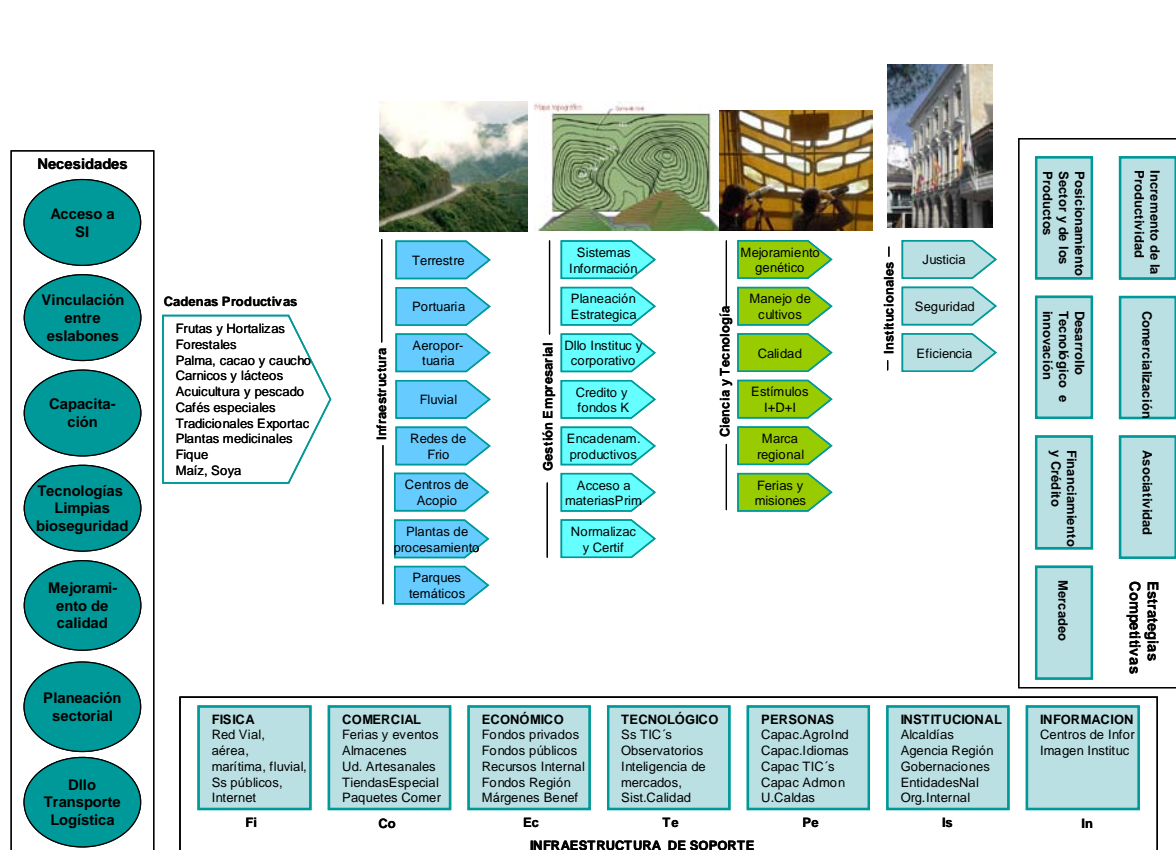 Necesidades
Acceso a
SI
Vinculación
entre
eslabones
Capacita-
ción
Tecnologías
Limpias
bioseguridad
Mejorami-
ento de
calidad
Planeación
sectorial
Dllo
Transporte
Logística
Cadenas Productivas
Frutas y Hortalizas
Forestales
Palma, cacao y caucho
Carnicos y lácteos
Acuicultura y pescado
Cafés especiales
Tradicionales Exportac
Plantas medicinales
Fique
Maíz, Soya
Infraestructura
Terrestre
Portuaria
Aeropor-
tuaria
Fluvial
Redes de
Frio
Centros de
Acopio
Plantas de
procesamiento
Parques
temáticos
Mapa topográfico
Gestión Empresarial
Sistemas
Información
Planeación
Estrategica
Dllo Instituc y
corporativo
Credito y
fondos K
Encadenam.
productivos
Acceso a
materiasPrim
Normalizac
y Certif
Ciencia y Tecnología
Mejoramiento
genético
Manejo de
cultivos
Calidad
Estímulos
I+D+I
Marca
regional
Ferias y
misiones
Institucionales
Justicia
Seguridad
Eficiencia
Posicionamiento
Sector y de los
Productos
Incremento de la
Productividad
Desarrollo
Tecnológico e
innovación
Comercialización
Financiamiento
y Crédito
Asociatividad
Mercadeo
Estrategias
Competitivas
FISICA
Red Vial,
aérea,
marítima, fluvial,
Ss públicos,
Internet
Fi
COMERCIAL
Ferias y eventos
Almacenes
Ud. Artesanales
TiendasEspecial
Paquetes Comer
Co
ECONÓMICO
Fondos privados
Fondos públicos
Recursos Internal
Fondos Región
Márgenes Benef
Ec
TECNOLÓGICO
Ss TIC´s
Observatorios
Inteligencia de
mercados,
Sist.Calidad
Te
PERSONAS
Capac.AgroInd
Capac.Idiomas
Capac TIC´s
Capac Admon
U.Caldas
Pe
INSTITUCIONAL
Alcaldías
Agencia Región
Gobernaciones
EntidadesNal
Org.Internal
Is
INFORMACION
Centros de Infor
Imagen Instituc
In
INFRAESTRUCTURA DE SOPORTE